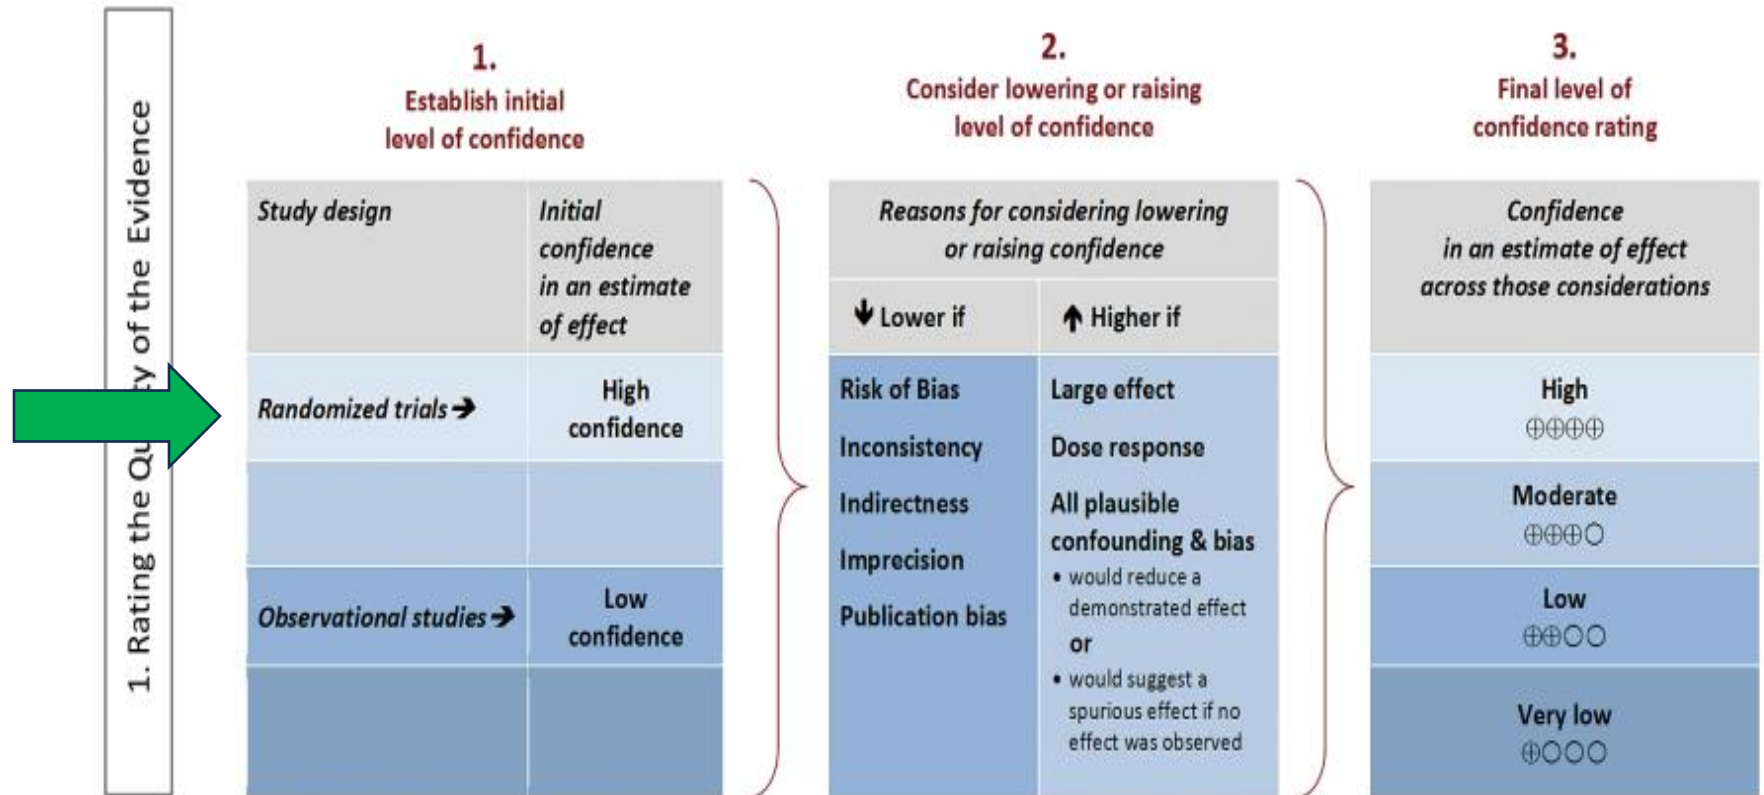 1. Rating the Qu ty of the Evidence
1.
Establish initial
level of confidence
Study design
Initial
confidence
in an estimate
of effect
Randomized trials ➔
High
confidence
Observational studies ➔
Low
confidence
2.
Consider lowering or raising
level of confidence
Reasons for considering lowering
or raising confidence
🡻 Lower if
🡹 Higher if
Risk of Bias
Inconsistency
Indirectness
Imprecision
Publication bias
Large effect
Dose response
All plausible
confounding & bias
• would reduce a
demonstrated effect
or
• would suggest a
spurious effect if no
effect was observed
3.
Final level of
confidence rating
Confidence
in an estimate of effect
across those considerations
High
⊕⊕⊕⊕
Moderate
⊕⊕⊕○
Low
⊕⊕○○
Very low
⊕○○○